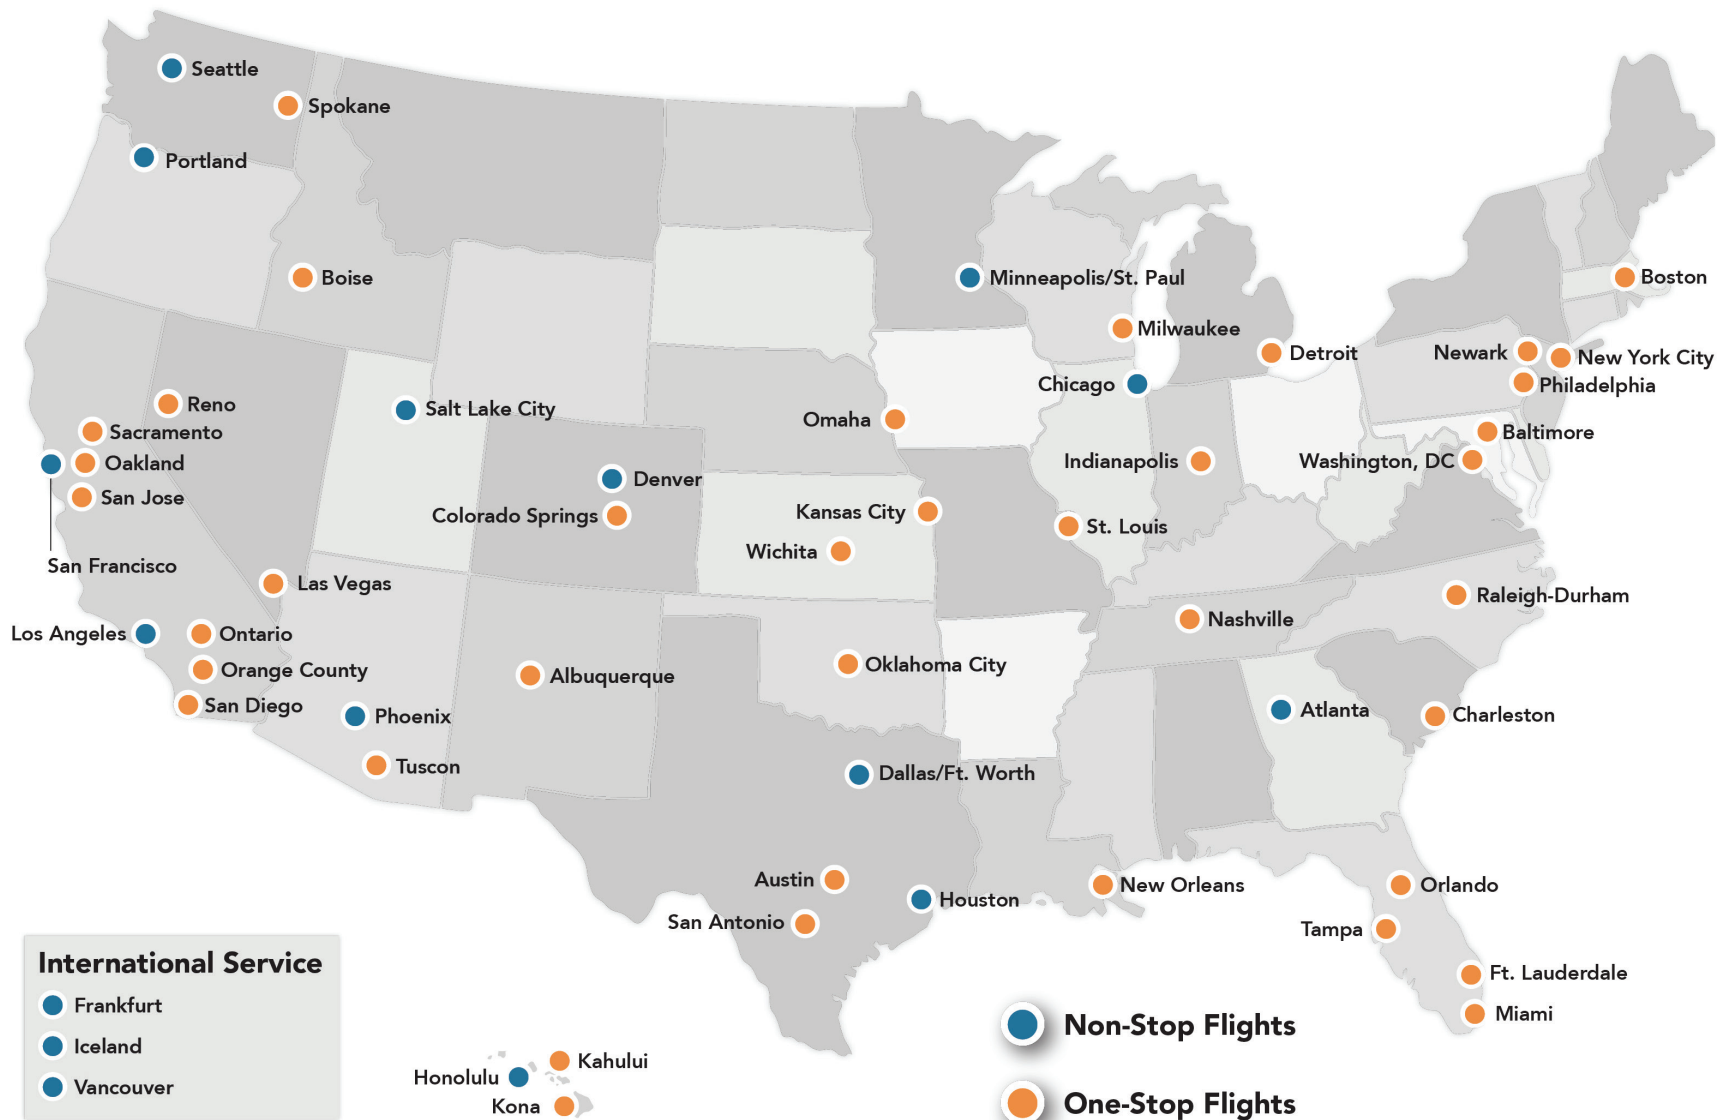 Seattle
Spokane
Portland
Boise
Minneapolis/St. Paul
Boston
Milwaukee
Detroit
Newark
New York City
Chicago
Philadelphia
Reno
Salt Lake City
Omaha
Sacramento
Baltimore
Oakland
Indianapolis
Washington, DC
Denver
San Jose
Colorado Springs
Kansas City
St. Louis
Wichita
San Francisco
Las Vegas
Raleigh-Durham
Nashville
Los Angeles
Ontario
Orange County
Oklahoma City
Albuquerque
San Diego
Phoenix
Atlanta
Charleston
Tuscon
Dallas/Ft. Worth
Austin
New Orleans
Orlando
Houston
San Antonio
Tampa
Ft. Lauderdale
Miami
International Service
Frankfurt
Iceland
Vancouver
Kahului
Honolulu
Kona
Non-Stop Flights
One-Stop Flights